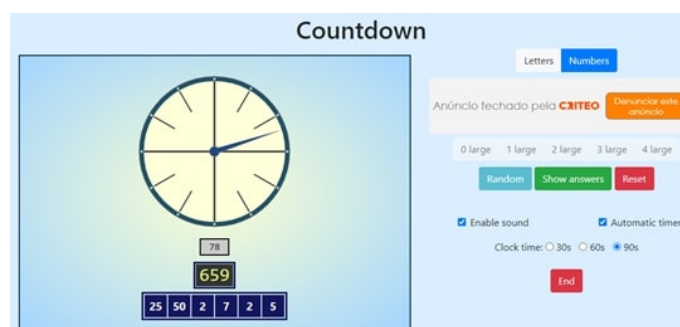 Countdown
Letters Numbers
Anúncio fechado pela CRITEO
Denunciar este
anúncio
0 large 1 large 2 large 3 large 4 large
Random Show answers Reset
Enable sound Automatic timer
Clock time: 30s 60s 90s
End
78
659
25 50 2 7 2 5